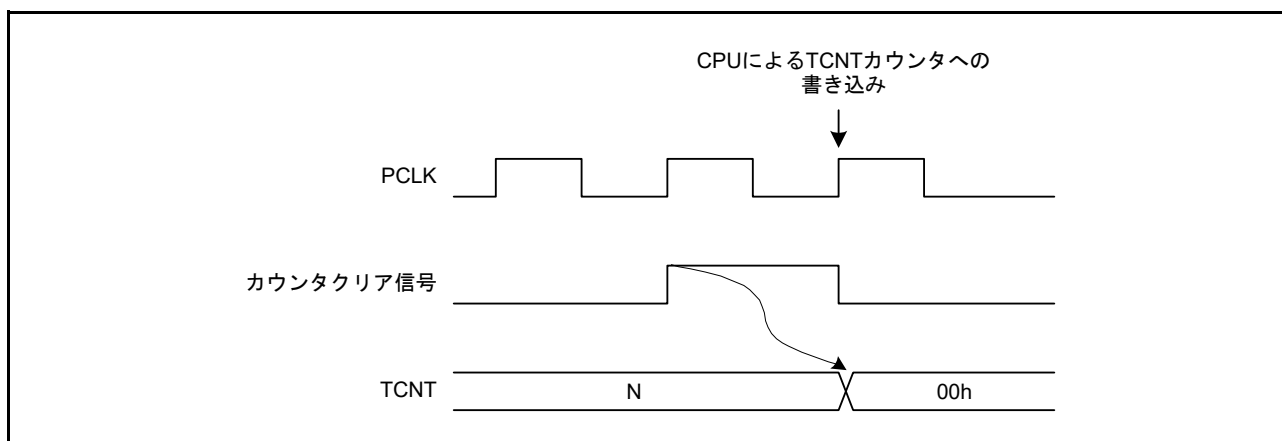 CPUによるTCNTカウンタへの
書き込み
PCLK
カウンタクリア信号
TCNT
N
00h